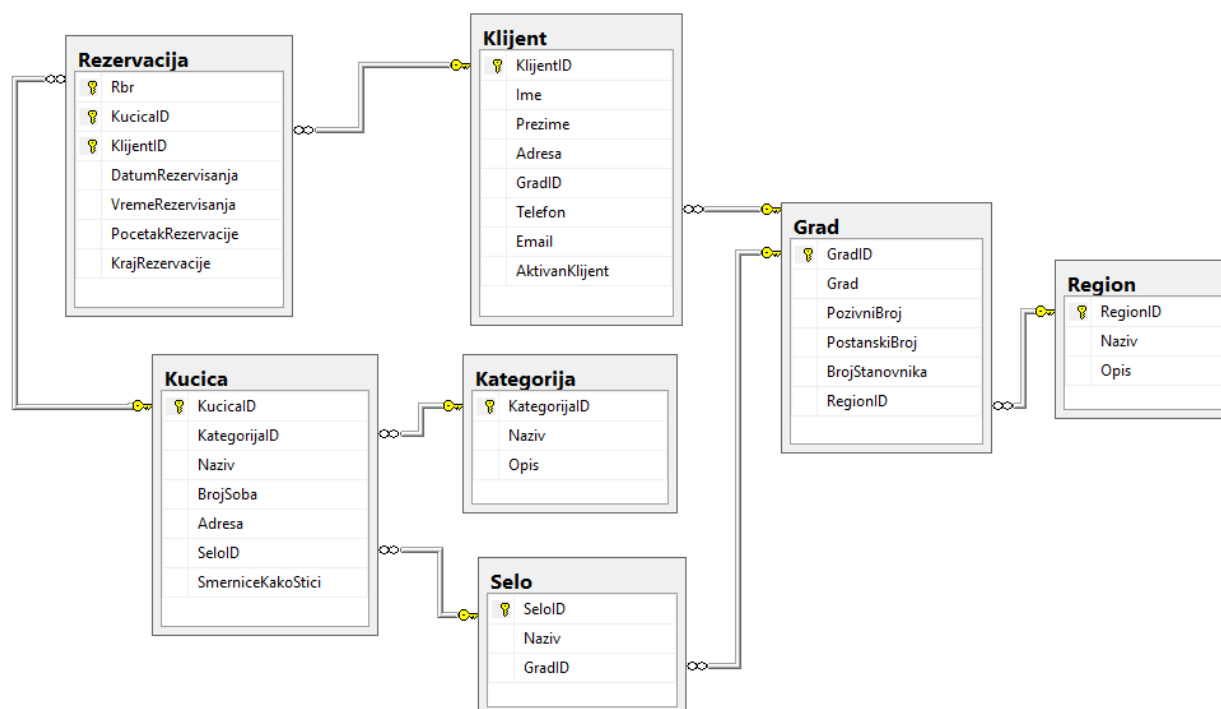 Rezervacija
Rbr
KucicaID
KlijentID
DatumRezervisanja
VremeRezervisanja
PocetakRezervacije
KrajRezervacije
Klijent
KlijentID
Ime
Prezime
Adresa
GradID
Telefon
Email
AktivanKlijent
Grad
GradID
Grad
PozivniBroj
PostanskiBroj
BrojStanovnika
RegionID
Region
RegionID
Naziv
Opis
Kucica
KucicaID
KategorijaID
Naziv
BrojSoba
Adresa
SeloID
SmerniceKakoStici
Kategorija
KategorijaID
Naziv
Opis
Selo
SeloID
Naziv
GradID